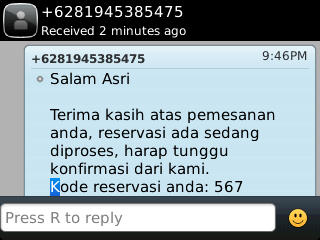 +6281945385475
Received 2 minutes ago
+6281945385475 9:46PM
Salam Asri
Terima kasih atas pemesanan
anda, reservasi ada sedang
diproses, harap tunggu
konfirmasi dari kami.
Kode reservasi anda: 567
Press R to reply